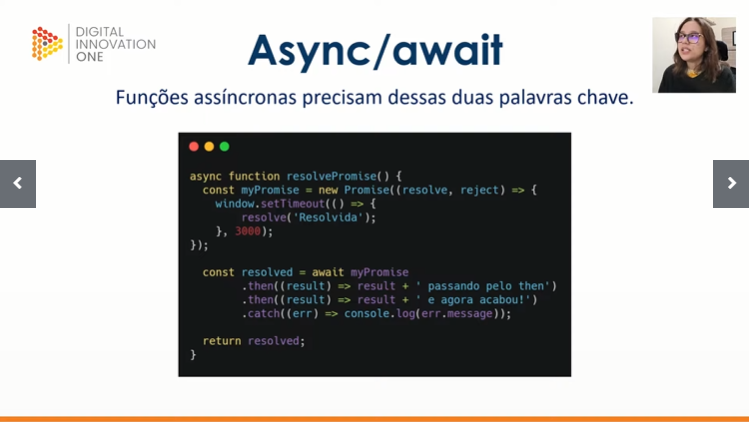 DIGITAL
INNOVATION
ONE
Async/await
Funções assíncronas precisam dessas duas palavras chave.
async function resolvePromise() {
const myPromise = new Promise((resolve, reject) => {
window.setTimeout(() => {
resolve('Resolvida');
}, 3000);
});
const resolved = await myPromise
.then((result) => result + ' passando pelo then')
.then((result) => result + ' e agora acabou!')
.catch((err) => console.log(err.message));
return resolved;
}